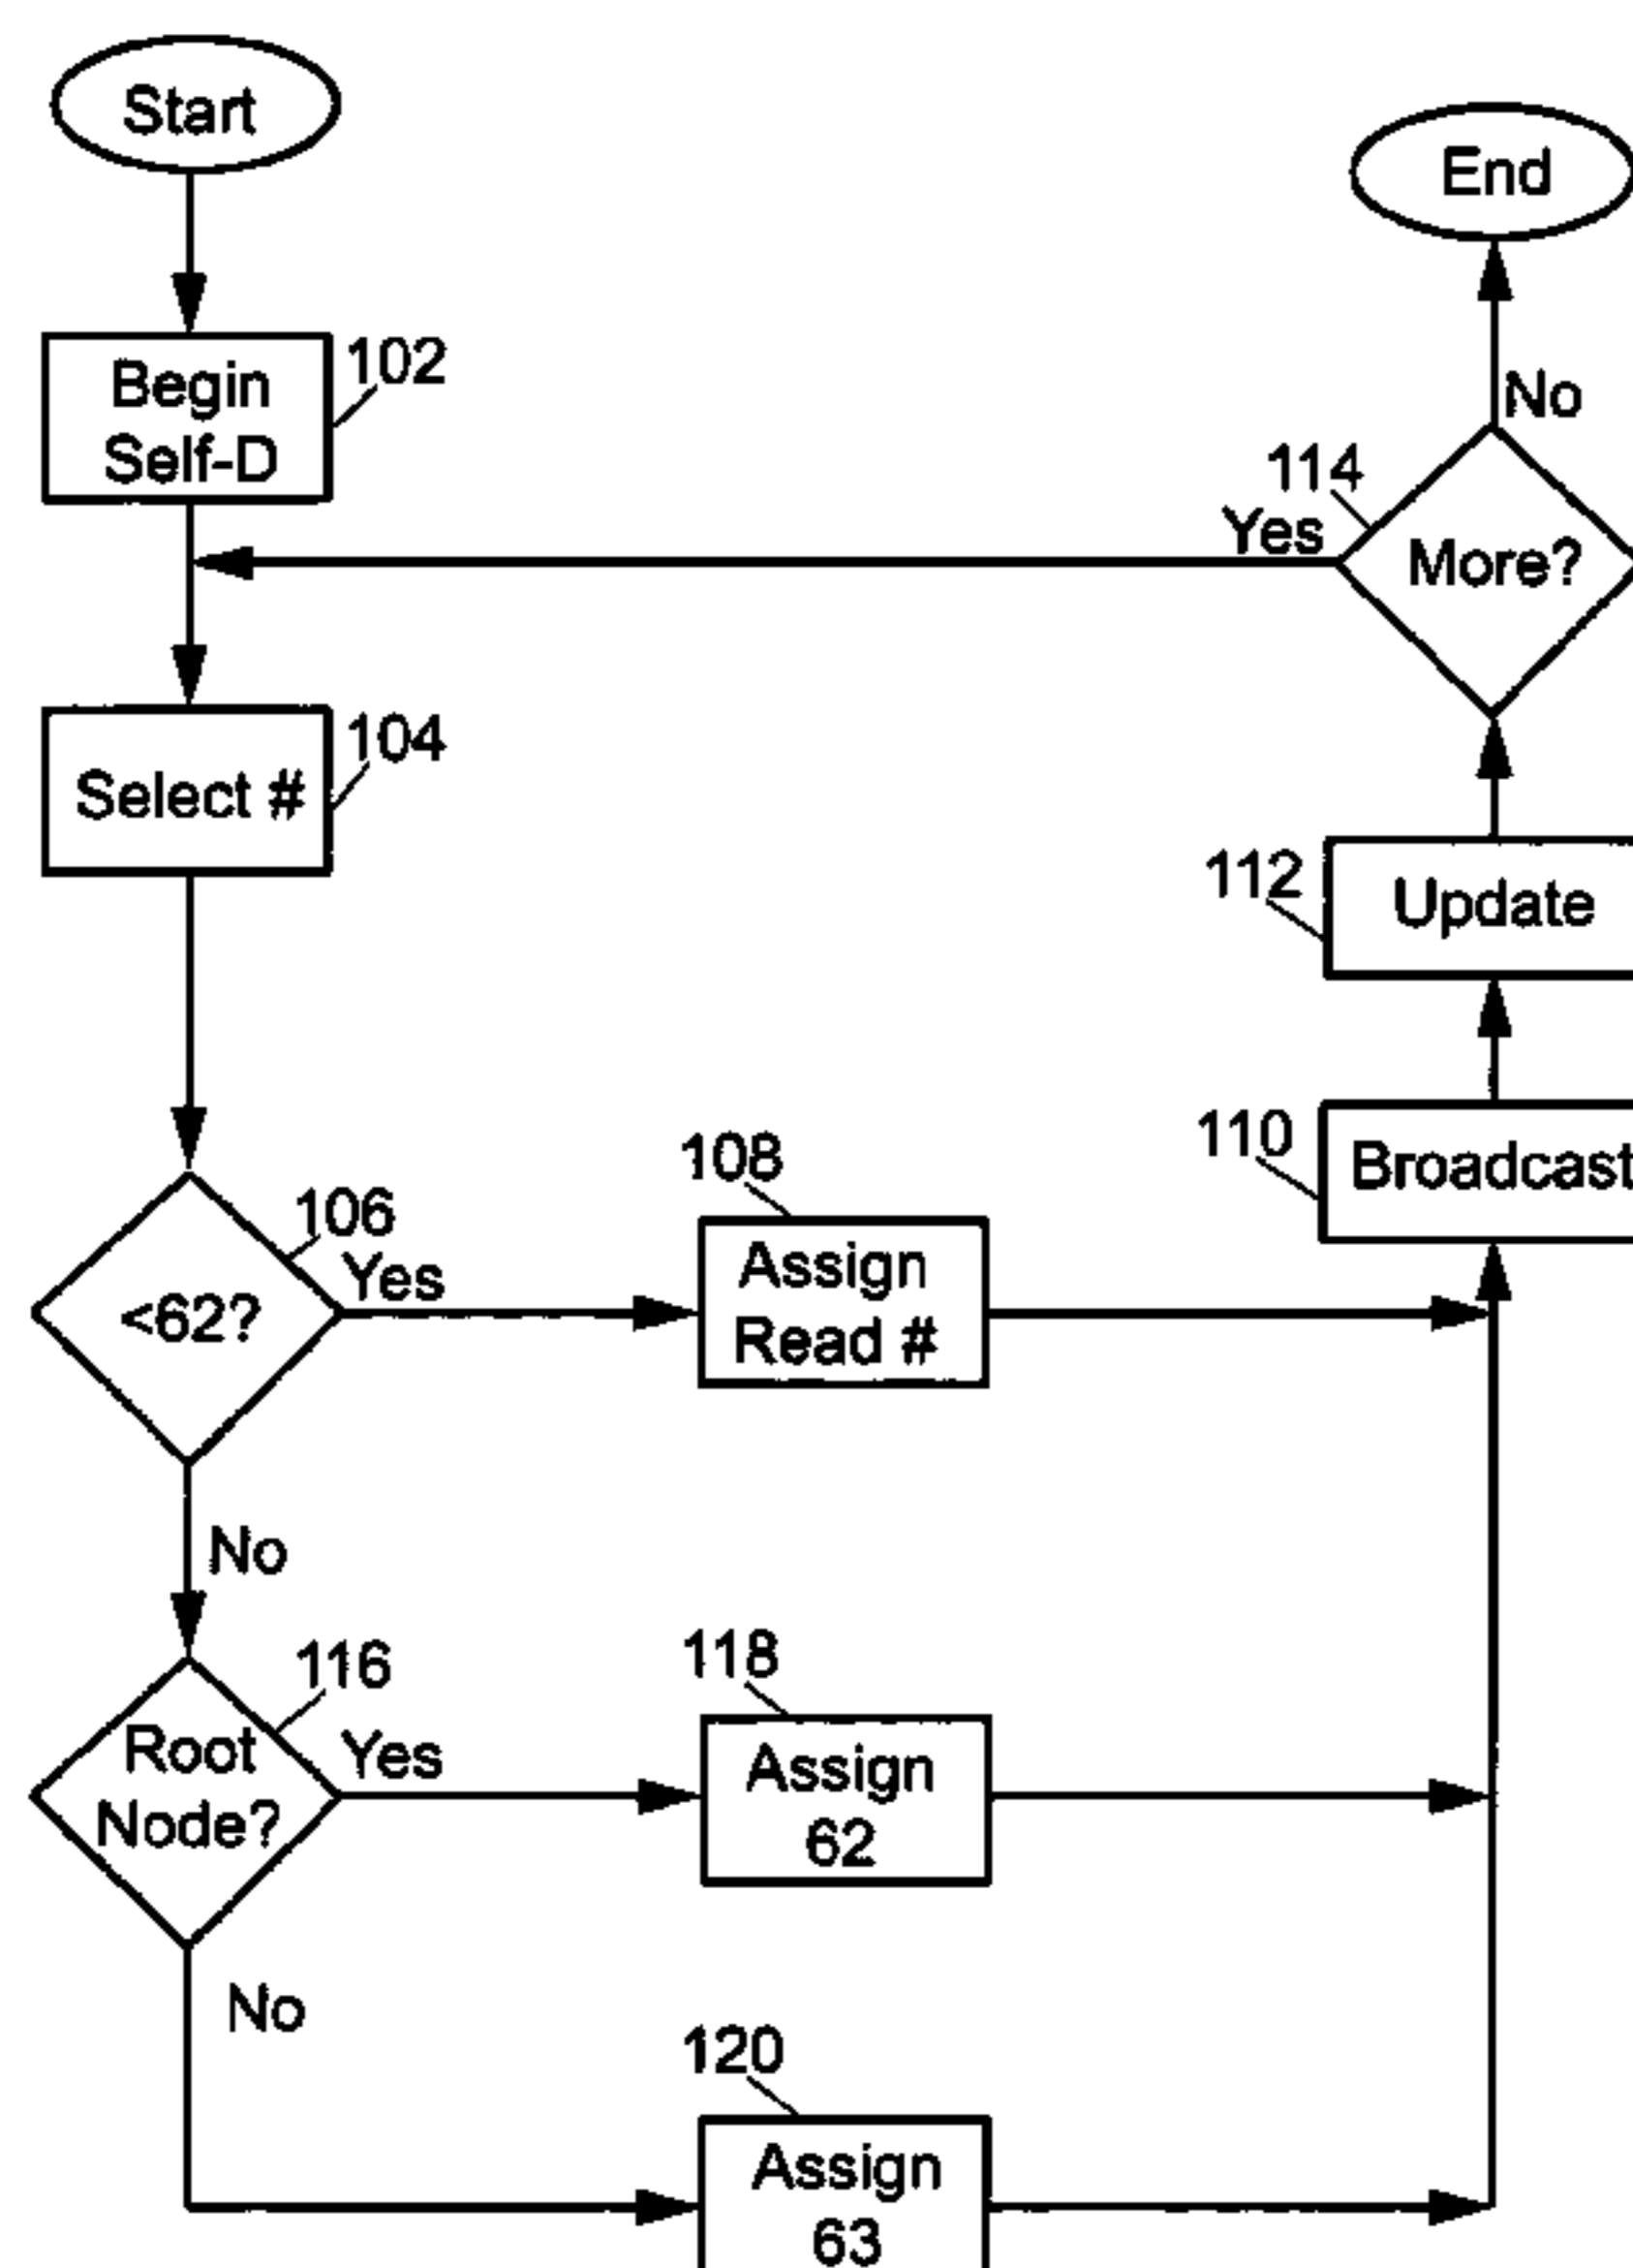 Start
End
Begin
Self-D
102
No
114
Yes
More?
Select #
104
112
Update
110
Broadcast
106
<62?
Yes
108
Assign
Read #
No
116
Root
Node?
Yes
118
Assign
62
No
120
Assign
63